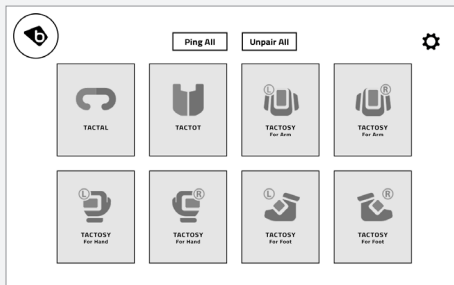 b
Ping All
Unpair All
TACTAL
TACTOT
L
TACTOSY
For Arm
R
TACTOSY
For Arm
L
TACTOSY
For Hand
R
TACTOSY
For Hand
L
TACTOSY
For Foot
R
TACTOSY
For Foot